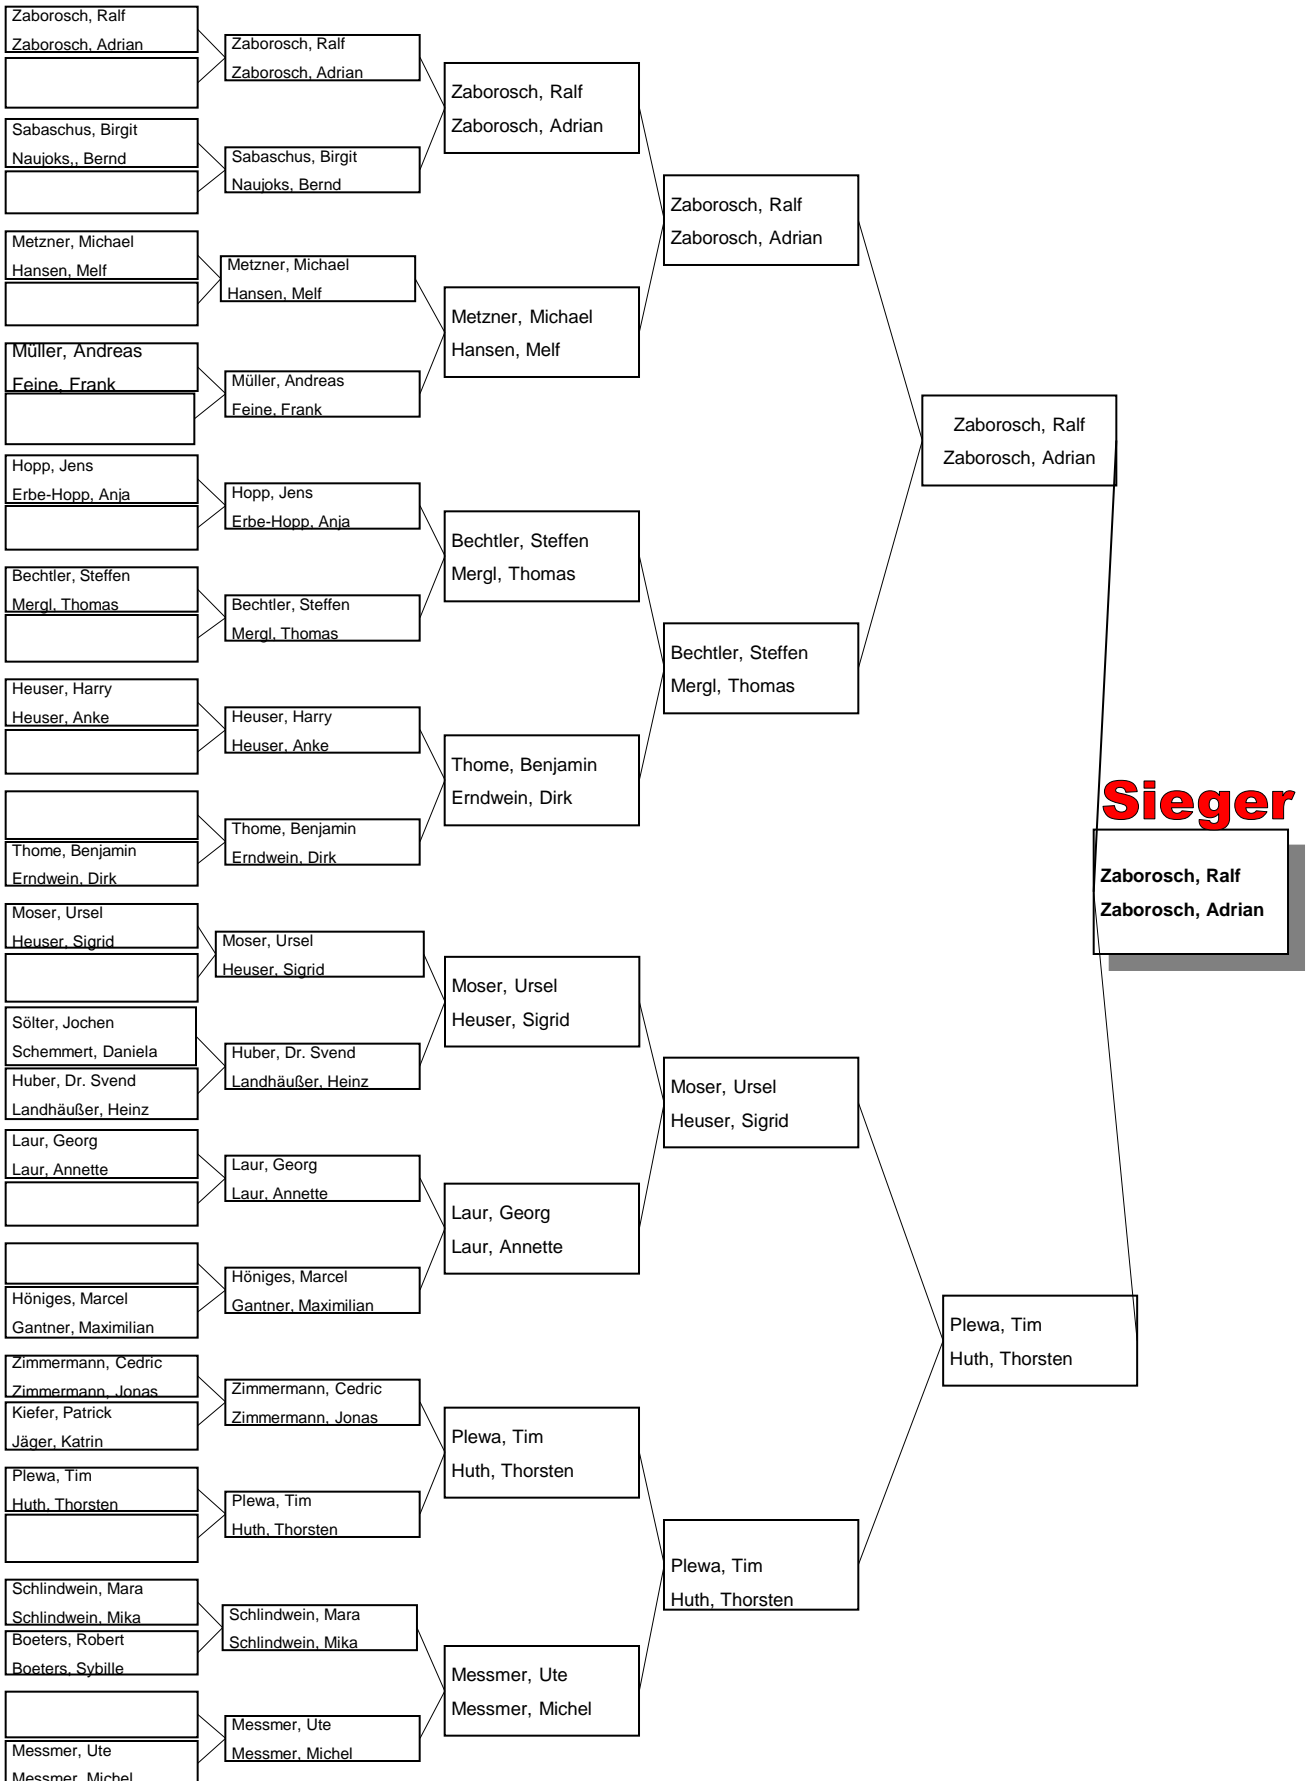 Zaborosch, Ralf
Zaborosch, Adrian
Sabaschus, Birgit
Naujoks,, Bernd
Metzner, Michael
Hansen, Melf
Müller, Andreas
Feine, Frank
Hopp, Jens
Erbe-Hopp, Anja
Bechtler, Steffen
Mergl, Thomas
Heuser, Harry
Heuser, Anke
Thome, Benjamin
Erndwein, Dirk
Moser, Ursel
Heuser, Sigrid
Sölter, Jochen
Schemmert, Daniela
Huber, Dr. Svend
Landhäußer, Heinz
Laur, Georg
Laur, Annette
Höniges, Marcel
Gantner, Maximilian
Zimmermann, Cedric
Zimmermann, Jonas
Kiefer, Patrick
Jäger, Katrin
Plewa, Tim
Huth, Thorsten
Schlindwein, Mara
Schlindwein, Mika
Boeters, Robert
Boeters, Sybille
Messmer, Ute
Messmer, Michel
Zaborosch, Ralf
Zaborosch, Adrian
Sabaschus, Birgit
Naujoks, Bernd
Metzner, Michael
Hansen, Melf
Müller, Andreas
Feine, Frank
Hopp, Jens
Erbe-Hopp, Anja
Bechtler, Steffen
Mergl, Thomas
Heuser, Harry
Heuser, Anke
Thome, Benjamin
Erndwein, Dirk
Moser, Ursel
Heuser, Sigrid
Huber, Dr. Svend
Landhäußer, Heinz
Laur, Georg
Laur, Annette
Höniges, Marcel
Gantner, Maximilian
Zimmermann, Cedric
Zimmermann, Jonas
Plewa, Tim
Huth, Thorsten
Schlindwein, Mara
Schlindwein, Mika
Messmer, Ute
Messmer, Michel
Zaborosch, Ralf
Zaborosch, Adrian
Metzner, Michael
Hansen, Melf
Bechtler, Steffen
Mergl, Thomas
Thome, Benjamin
Erndwein, Dirk
Moser, Ursel
Heuser, Sigrid
Laur, Georg
Laur, Annette
Plewa, Tim
Huth, Thorsten
Messmer, Ute
Messmer, Michel
Zaborosch, Ralf
Zaborosch, Adrian
Bechtler, Steffen
Mergl, Thomas
Moser, Ursel
Heuser, Sigrid
Plewa, Tim
Huth, Thorsten
Zaborosch, Ralf
Zaborosch, Adrian
Plewa, Tim
Huth, Thorsten
Sieger
Zaborosch, Ralf
Zaborosch, Adrian